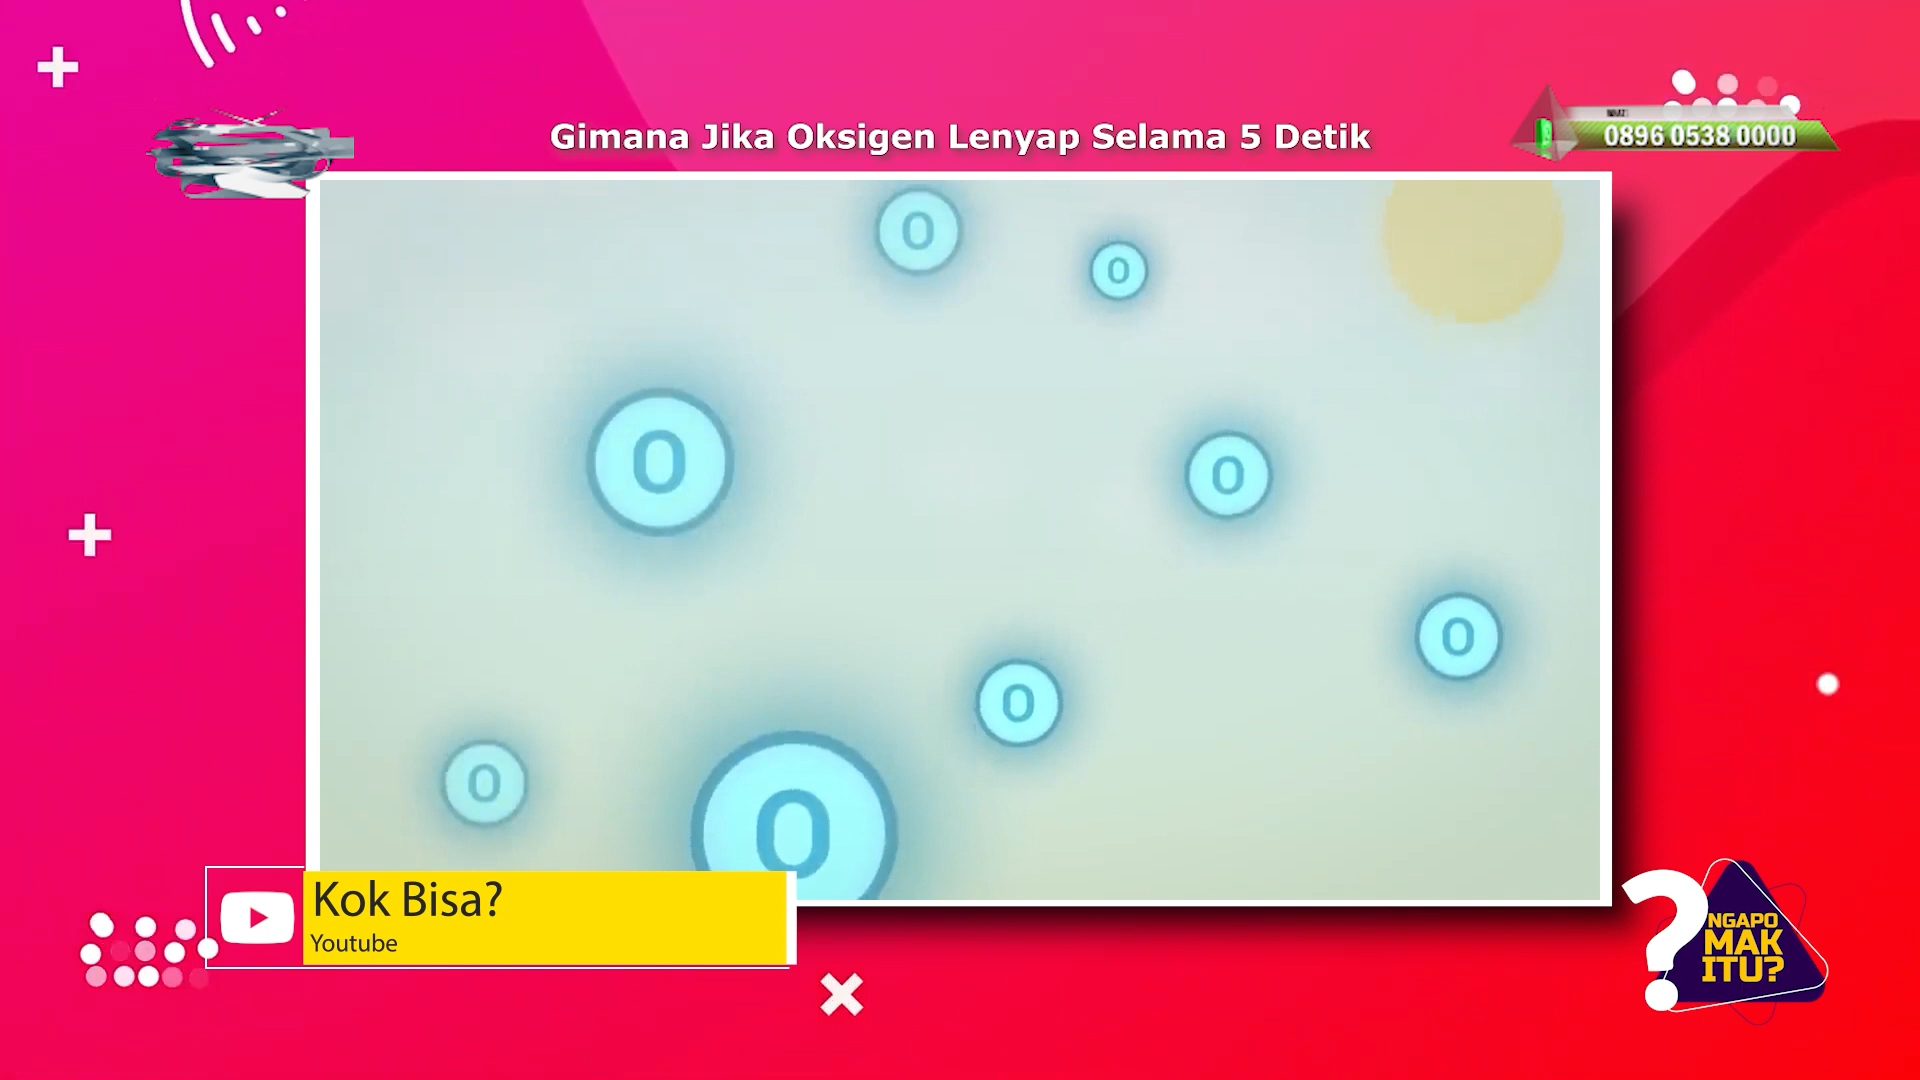 Gimana Jika Oksigen Lenyap Selama 5 Detik
0896 0538 0000
O
O
O
O
O
O
O
O
Kok Bisa?
Youtube
NGAPO
MAK
ITU?